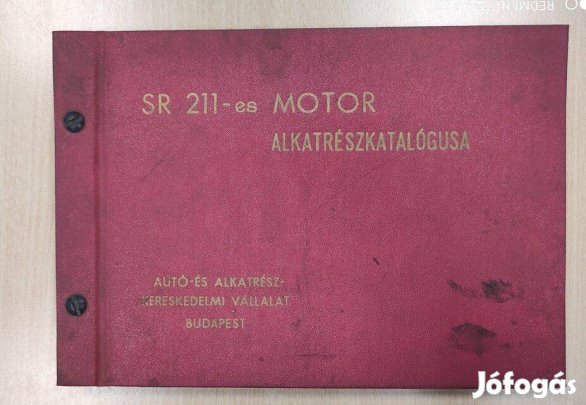 SR 211-es MOTOR
ALKATRÉSZKATALÓGUSA
AUTÓ-ÉS ALKATRÉSZ-
KERESKEDELMI VÁLLALAT
BUDAPEST
Jófogás